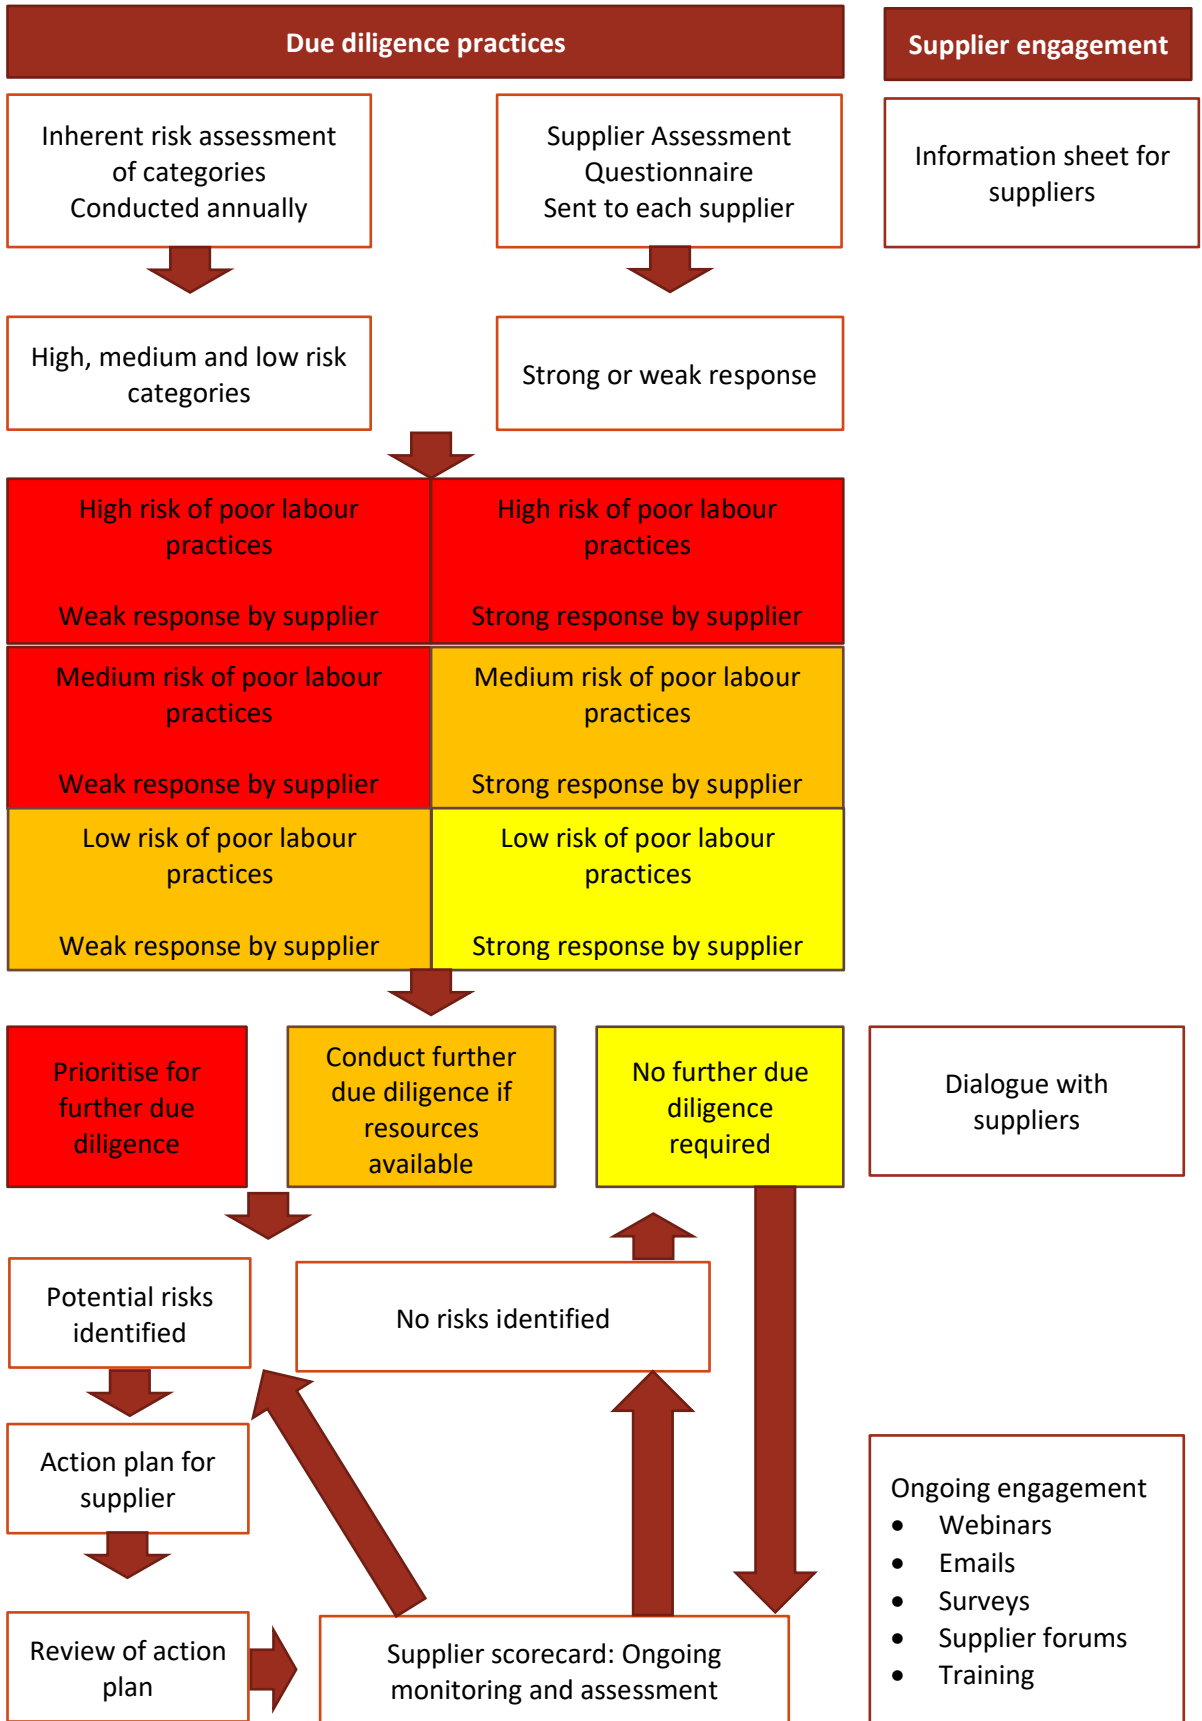 Due diligence practices
Supplier engagement
Inherent risk assessment
of categories
Conducted annually
Supplier Assessment
Questionnaire
Sent to each supplier
Information sheet for
suppliers
High, medium and low risk
categories
Strong or weak response
High risk of poor labour
practices
Weak response by supplier
High risk of poor labour
practices
Strong response by supplier
Medium risk of poor labour
practices
Weak response by supplier
Medium risk of poor labour
practices
Strong response by supplier
Low risk of poor labour
practices
Weak response by supplier
Low risk of poor labour
practices
Strong response by supplier
Prioritise for
further due
diligence
Conduct further
due diligence if
resources
available
No further due
diligence
required
Dialogue with
suppliers
Potential risks
identified
No risks identified
Action plan for
supplier
Review of action
plan
Supplier scorecard: Ongoing
monitoring and assessment
Ongoing engagement
• Webinars
• Emails
• Surveys
• Supplier forums
• Training